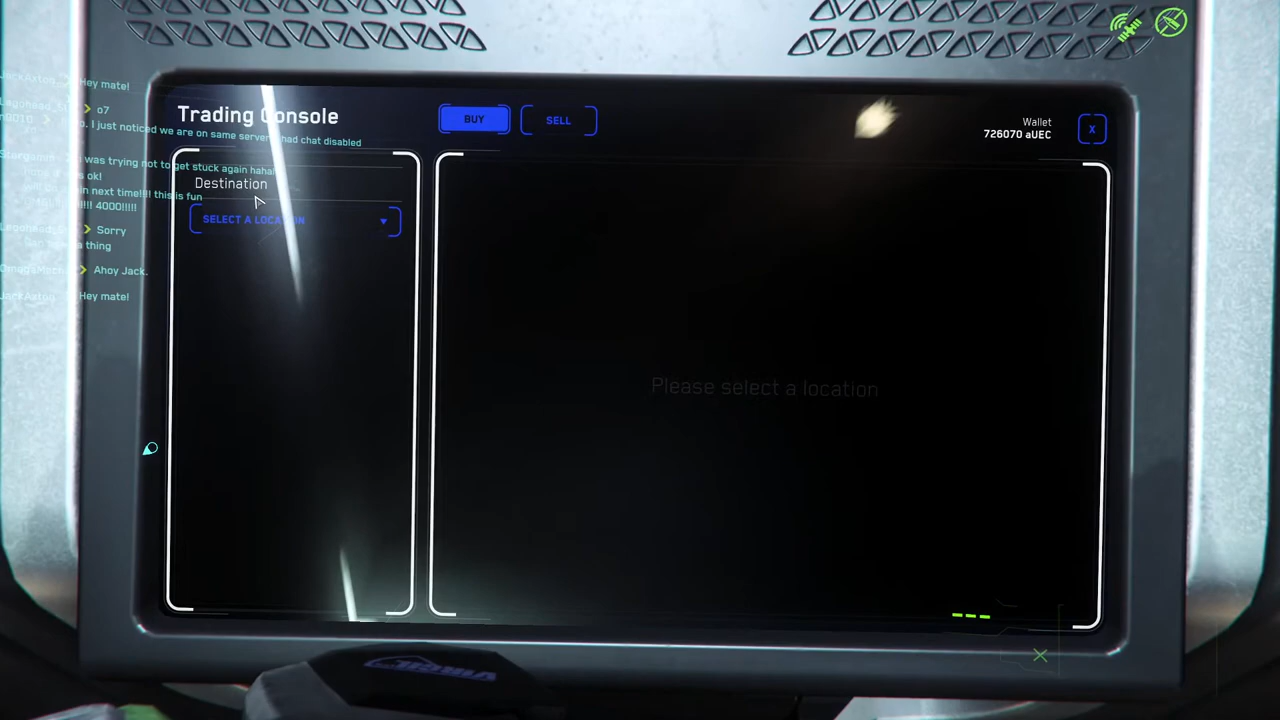 Trading Console
BUY
SELL
Wallet
726070 aUEC
X
Destination
SELECT A LOCATION
Please select a location
Hey mate!
o7
I just noticed we are on same server had chat disabled
was trying not to get stuck again haha!
ok!
next time!!!! this is fun
4000!!!!!
Sorry
a thing
Ahoy Jack.
JackAxton
Hey mate!